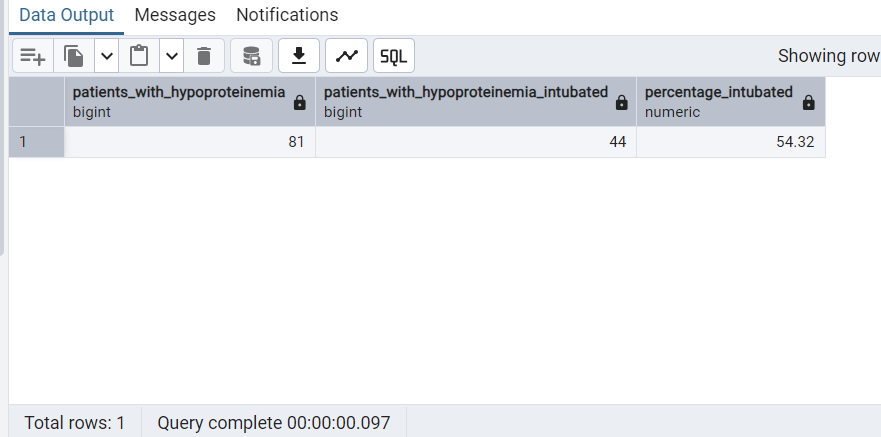 Data Output Messages Notifications
SQL Showing row
patients_with_hypoproteinemia patients_with_hypoproteinemia_intubated percentage_intubated
bigint bigint numeric
1 81 44 54.32
Total rows: 1 Query complete 00:00:00.097